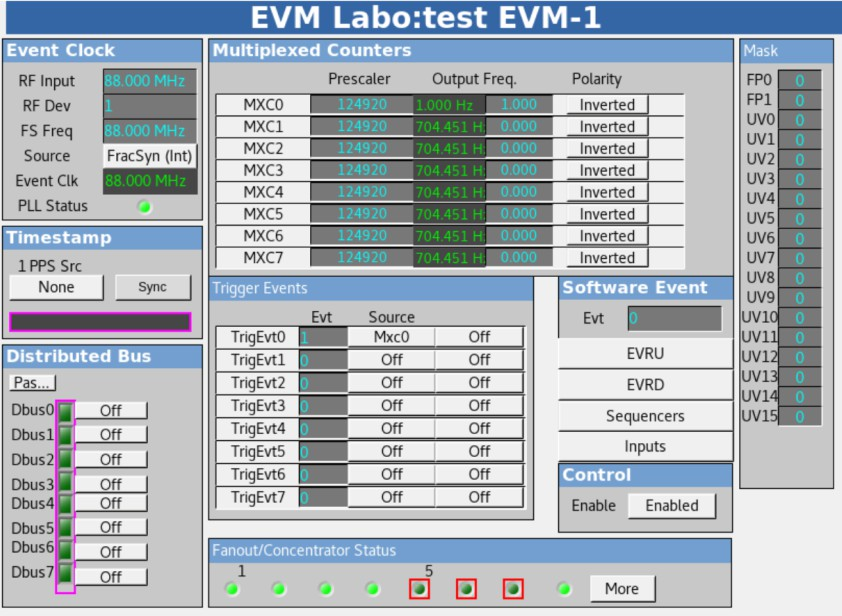 EVM Labo:test EVM-1
Event Clock
RF Input 88.000 MHz
RF Dev 1
FS Freq 88.000 MHz
Source FracSyn (Int)
Event Clk 88.000 MHz
PLL Status
Timestamp
1 PPS Src
None Sync
Distributed Bus
Pas...
Dbus0 Off
Dbus1 Off
Dbus2 Off
Dbus3 Off
Dbus4 Off
Dbus5 Off
Dbus6 Off
Dbus7 Off
Multiplexed Counters
Prescaler Output Freq. Polarity
MXC0 124920 1.000 Hz 1.000 Inverted
MXC1 124920 704.451 H 0.000 Inverted
MXC2 124920 704.451 H 0.000 Inverted
MXC3 124920 704.451 H 0.000 Inverted
MXC4 124920 704.451 H 0.000 Inverted
MXC5 124920 704.451 H 0.000 Inverted
MXC6 124920 704.451 H 0.000 Inverted
MXC7 124920 704.451 H 0.000 Inverted
Trigger Events
Evt Source
TrigEvt0 1 Mxc0 Off
TrigEvt1 0 Off Off
TrigEvt2 0 Off Off
TrigEvt3 0 Off Off
TrigEvt4 0 Off Off
TrigEvt5 0 Off Off
TrigEvt6 0 Off Off
TrigEvt7 0 Off Off
Software Event
Evt 0
EVRU
EVRD
Sequencers
Inputs
Control
Enable Enabled
Fanout/Concentrator Status
1 5
More
Mask
FP0 0
FP1 0
UV0 0
UV1 0
UV2 0
UV3 0
UV4 0
UV5 0
UV6 0
UV7 0
UV8 0
UV9 0
UV10 0
UV11 0
UV12 0
UV13 0
UV14 0
UV15 0